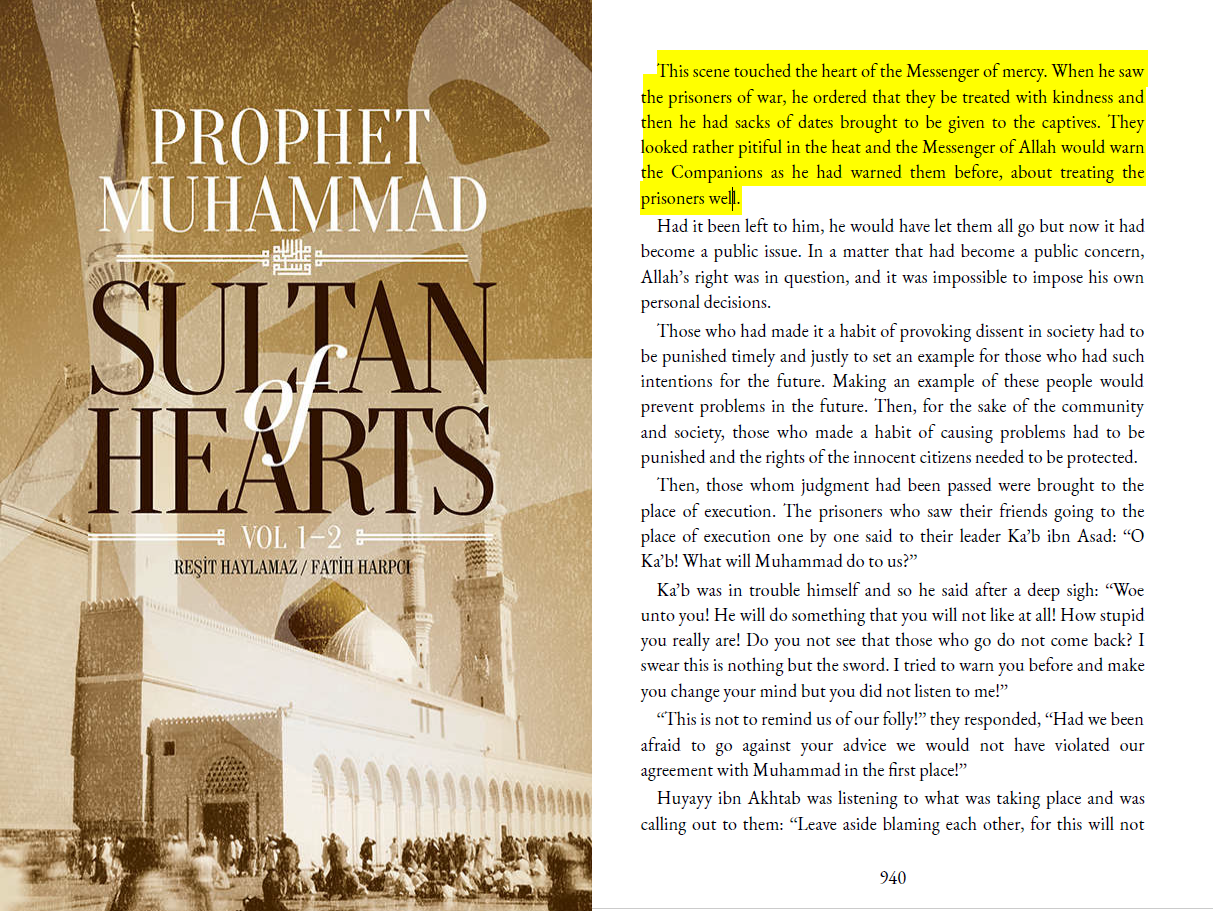 PROPHET
MUHAMMAD
SULTAN
of
HEARTS
VOL 1–2
REŞİT HAYLAMAZ / FATİH HARPCI
This scene touched the heart of the Messenger of mercy. When he saw
the prisoners of war, he ordered that they be treated with kindness and
then he had sacks of dates brought to be given to the captives. They
looked rather pitiful in the heat and the Messenger of Allah would warn
the Companions as he had warned them before, about treating the
prisoners well.
Had it been left to him, he would have let them all go but now it had
become a public issue. In a matter that had become a public concern,
Allah’s right was in question, and it was impossible to impose his own
personal decisions.
Those who had made it a habit of provoking dissent in society had to
be punished timely and justly to set an example for those who had such
intentions for the future. Making an example of these people would
prevent problems in the future. Then, for the sake of the community
and society, those who made a habit of causing problems had to be
punished and the rights of the innocent citizens needed to be protected.
Then, those whom judgment had been passed were brought to the
place of execution. The prisoners who saw their friends going to the
place of execution one by one said to their leader Ka’b ibn Asad: “O
Ka’b! What will Muhammad do to us?”
Ka’b was in trouble himself and so he said after a deep sigh: “Woe
unto you! He will do something that you will not like at all! How stupid
you really are! Do you not see that those who go do not come back? I
swear this is nothing but the sword. I tried to warn you before and make
you change your mind but you did not listen to me!”
“This is not to remind us of our folly!” they responded, “Had we been
afraid to go against your advice we would not have violated our
agreement with Muhammad in the first place!”
Huyayy ibn Akhtab was listening to what was taking place and was
calling out to them: “Leave aside blaming each other, for this will not
940